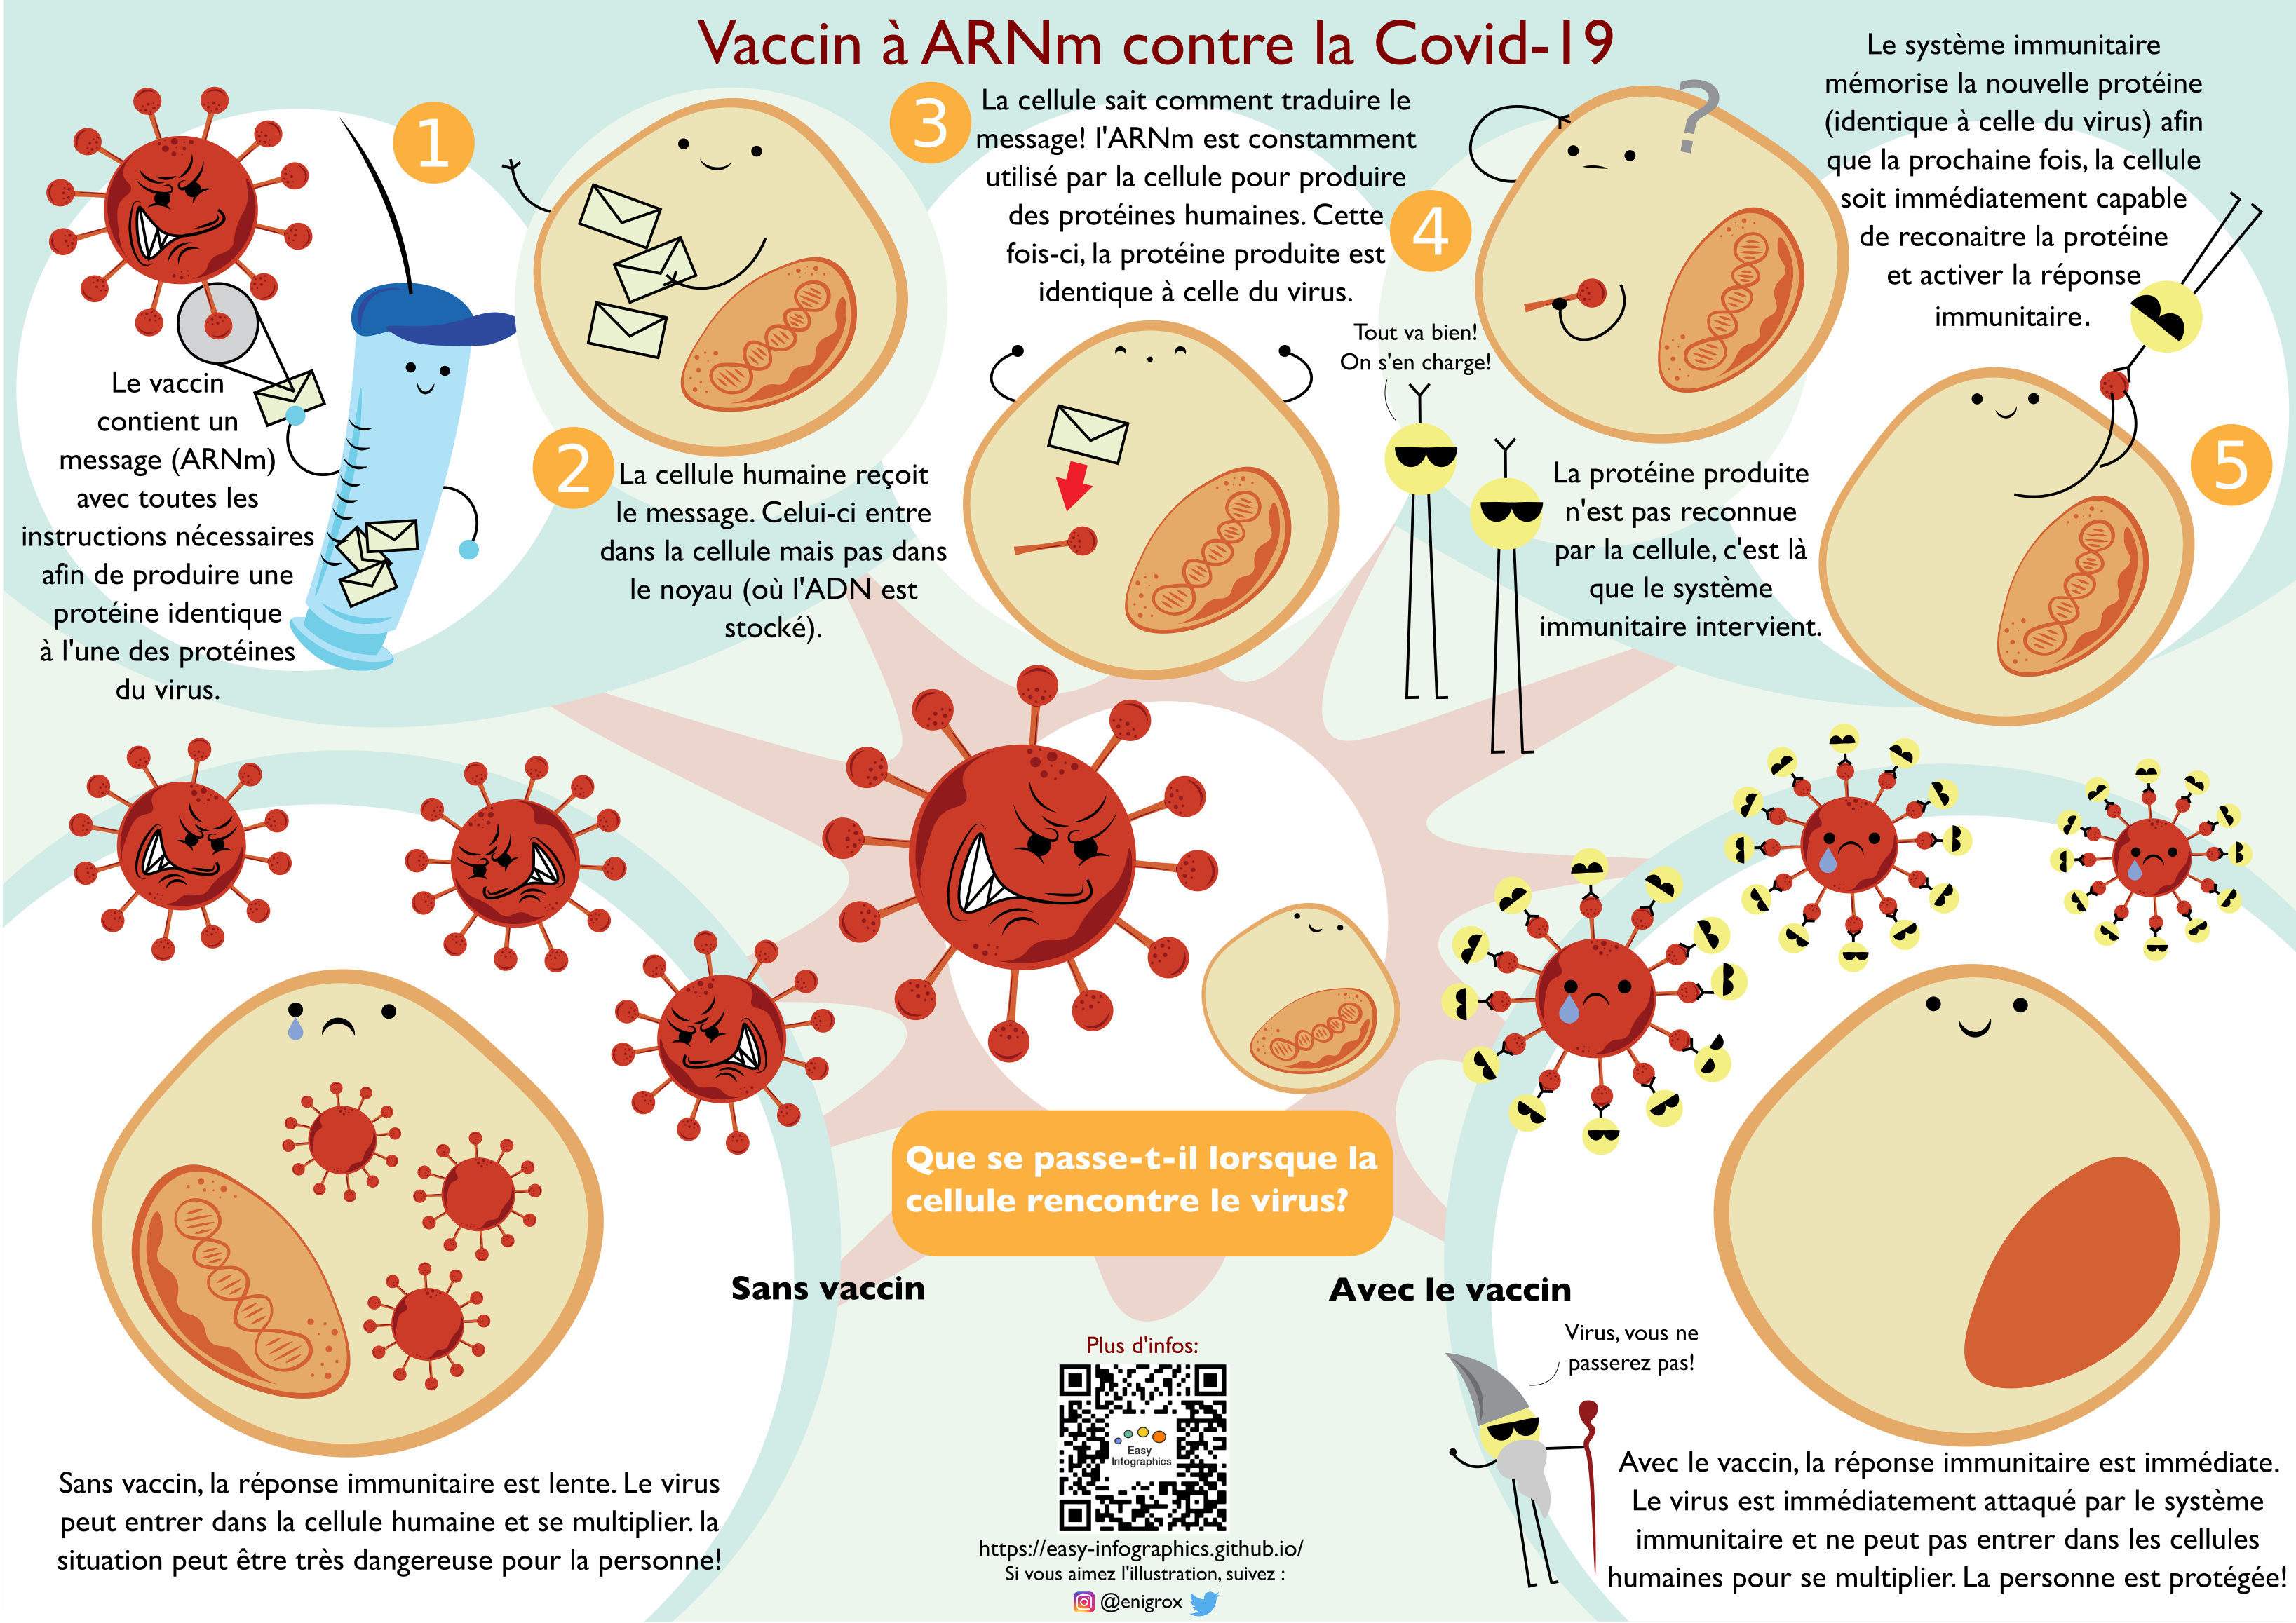 Vaccin à ARNm contre la Covid-19
1
Le vaccin
contient un
message (ARNm)
avec toutes les
instructions nécessaires
afin de produire une
protéine identique
à l'une des protéines
du virus.
2
La cellule humaine reçoit
le message. Celui-ci entre
dans la cellule mais pas dans
le noyau (où l'ADN est
stocké).
3
La cellule sait comment traduire le
message! l'ARNm est constamment
utilisé par la cellule pour produire
des protéines humaines. Cette
fois-ci, la protéine produite est
identique à celle du virus.
4
?
Tout va bien!
On s'en charge!
La protéine produite
n'est pas reconnue
par la cellule, c'est là
que le système
immunitaire intervient.
Le système immunitaire
mémorise la nouvelle protéine
(identique à celle du virus) afin
que la prochaine fois, la cellule
soit immédiatement capable
de reconaitre la protéine
et activer la réponse
immunitaire.
5
Que se passe-t-il lorsque la
cellule rencontre le virus?
Sans vaccin
Sans vaccin, la réponse immunitaire est lente. Le virus
peut entrer dans la cellule humaine et se multiplier. la
situation peut être très dangereuse pour la personne!
Avec le vaccin
Virus, vous ne
passerez pas!
Avec le vaccin, la réponse immunitaire est immédiate.
Le virus est immédiatement attaqué par le système
immunitaire et ne peut pas entrer dans les cellules
humaines pour se multiplier. La personne est protégée!
Plus d'infos:
Easy
Infographics
https://easy-infographics.github.io/
Si vous aimez l'illustration, suivez :
@enigrox